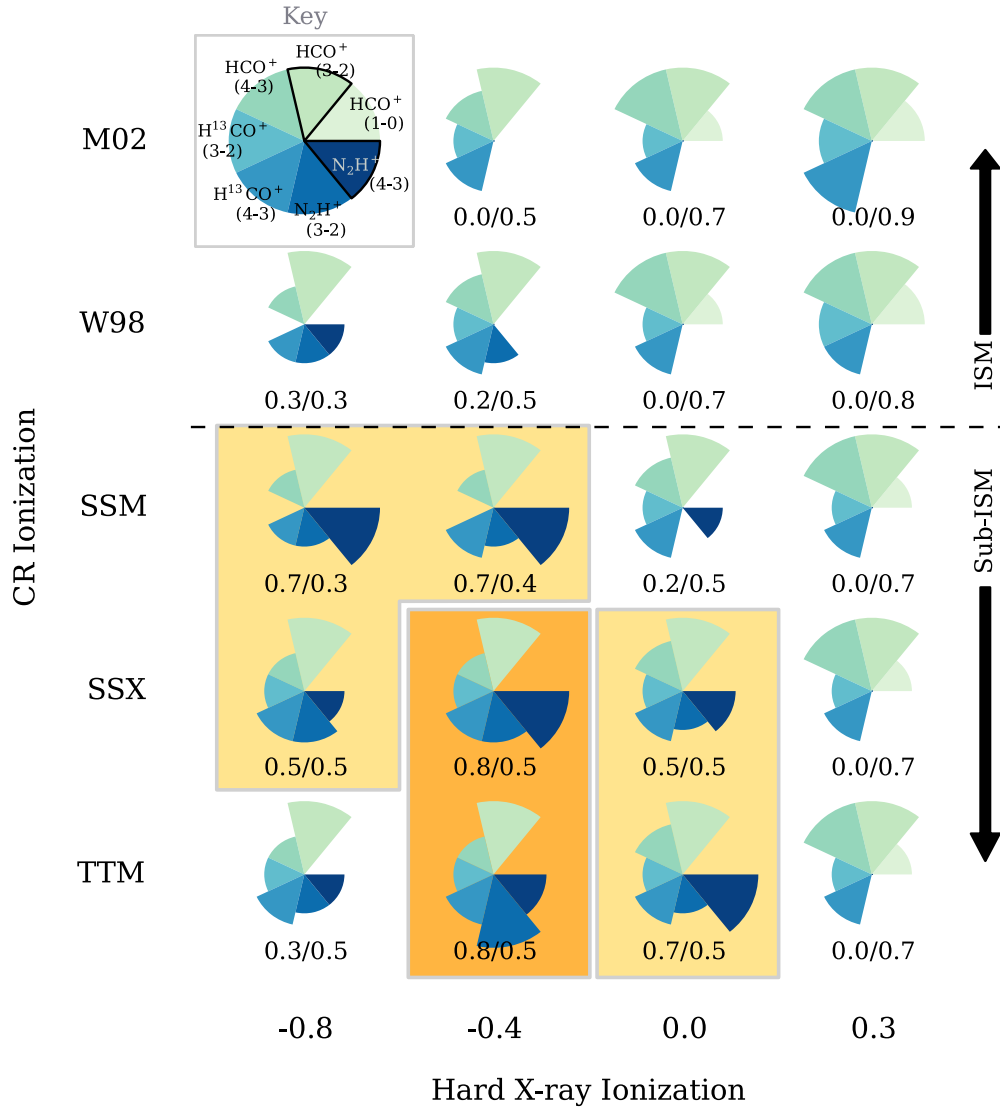 Key
HCO⁺
(3-2)
HCO⁺
(4-3)
HCO⁺
(1-0)
H¹³CO⁺
(3-2)
N₂H⁺
(4-3)
H¹³CO⁺
(4-3)
N₂H⁺
(3-2)
M02
0.0/0.5
0.0/0.7
0.0/0.9
W98
0.3/0.3
0.2/0.5
0.0/0.7
0.0/0.8
ISM
SSM
0.7/0.3
0.7/0.4
0.2/0.5
0.0/0.7
Sub-ISM
CR Ionization
SSX
0.5/0.5
0.8/0.5
0.5/0.5
0.0/0.7
TTM
0.3/0.5
0.8/0.5
0.7/0.5
0.0/0.7
-0.8
-0.4
0.0
0.3
Hard X-ray Ionization